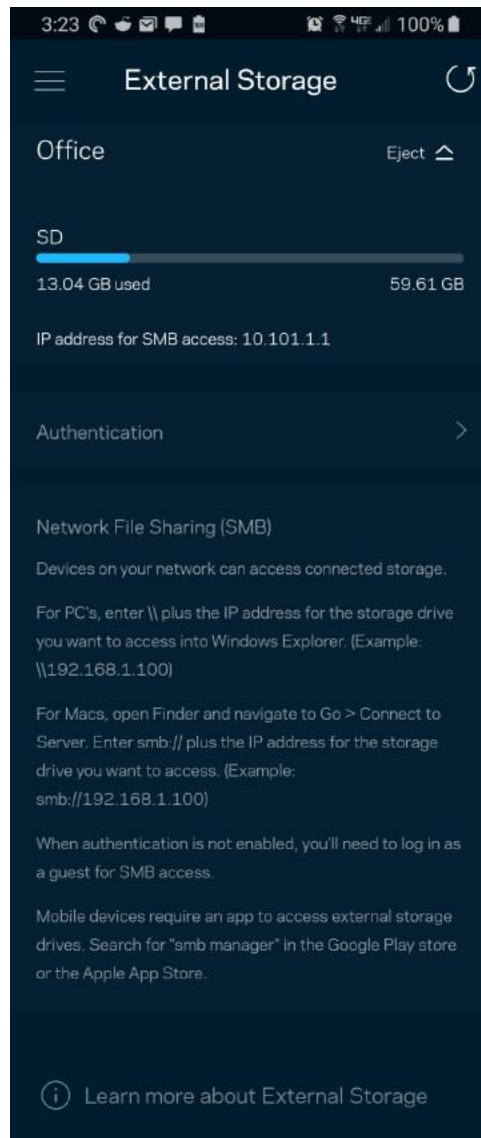 3:23 4GE 100%
External Storage
Office Eject
SD
13.04 GB used 59.61 GB
IP address for SMB access: 10.101.1.1
Authentication
Network File Sharing (SMB)
Devices on your network can access connected storage.
For PC's, enter \\ plus the IP address for the storage drive
you want to access into Windows Explorer. (Example:
\\192.168.1.100)
For Macs, open Finder and navigate to Go > Connect to
Server. Enter smb:// plus the IP address for the storage
drive you want to access. (Example:
smb://192.168.1.100)
When authentication is not enabled, you'll need to log in as
a guest for SMB access.
Mobile devices require an app to access external storage
drives. Search for "smb manager" in the Google Play store
or the Apple App Store.
Learn more about External Storage